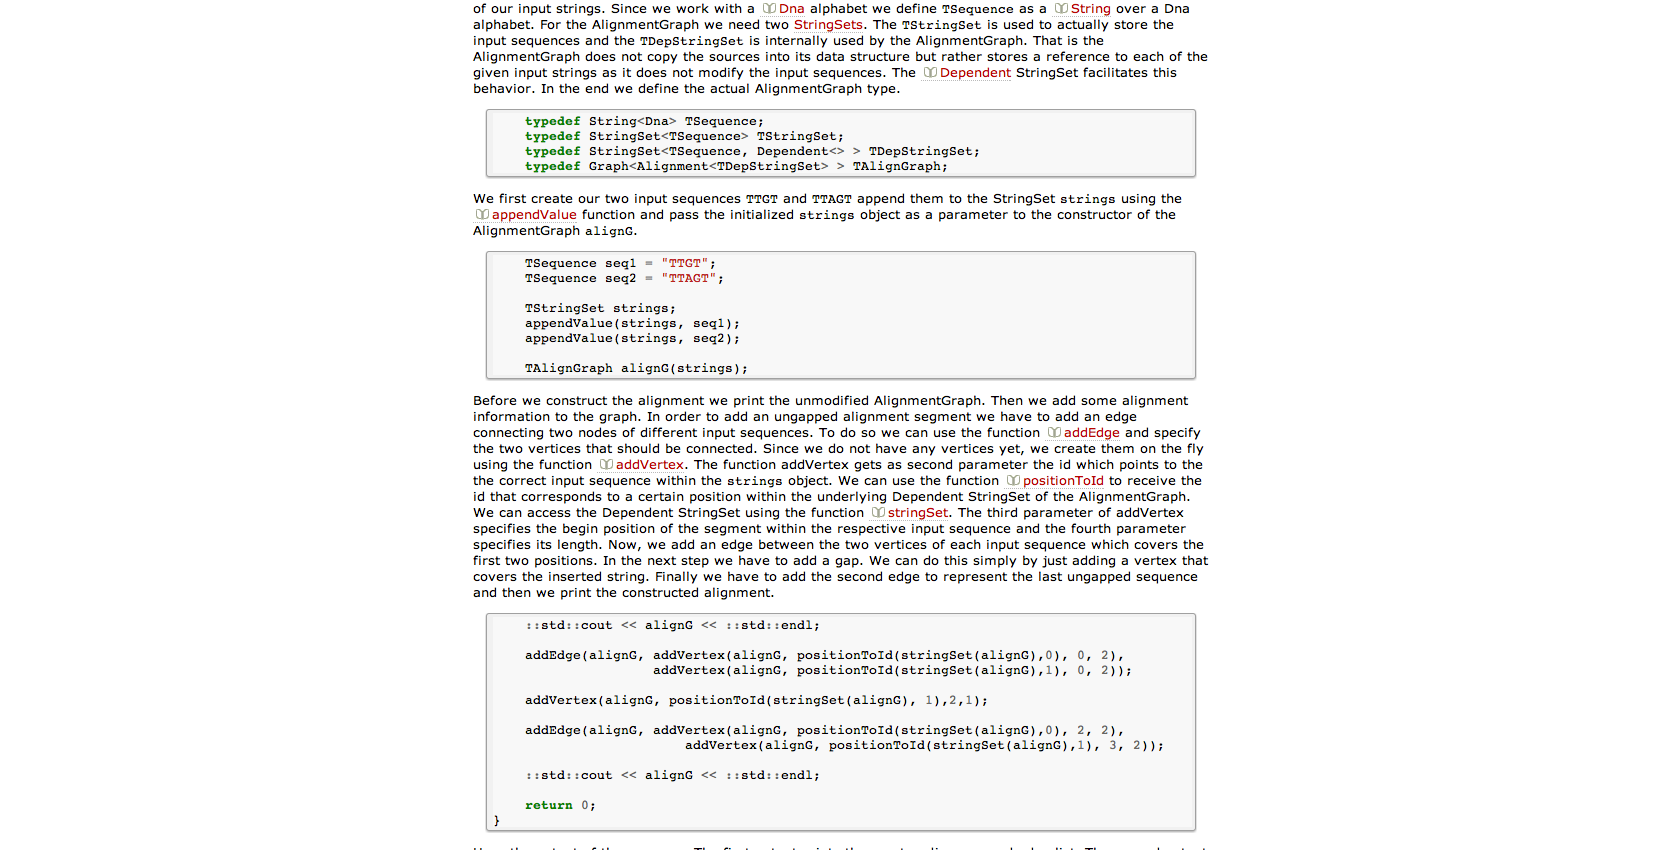 of our input strings. Since we work with a Dna alphabet we define TSequence as a String over a Dna
alphabet. For the AlignmentGraph we need two StringSets. The TStringSet is used to actually store the
input sequences and the TDepStringSet is internally used by the AlignmentGraph. That is the
AlignmentGraph does not copy the sources into its data structure but rather stores a reference to each of the
given input strings as it does not modify the input sequences. The Dependent StringSet facilitates this
behavior. In the end we define the actual AlignmentGraph type.
typedef String<Dna> TSequence;
typedef StringSet<TSequence> TStringSet;
typedef StringSet<TSequence, Dependent<> > TDepStringSet;
typedef Graph<Alignment<TDepStringSet> > TAlignGraph;
We first create our two input sequences TTGT and TTAGT append them to the StringSet strings using the
appendValue function and pass the initialized strings object as a parameter to the constructor of the
AlignmentGraph alignG.
TSequence seq1 = "TTGT";
TSequence seq2 = "TTAGT";
TStringSet strings;
appendValue(strings, seq1);
appendValue(strings, seq2);
TAlignGraph alignG(strings);
Before we construct the alignment we print the unmodified AlignmentGraph. Then we add some alignment
information to the graph. In order to add an ungapped alignment segment we have to add an edge
connecting two nodes of different input sequences. To do so we can use the function addEdge and specify
the two vertices that should be connected. Since we do not have any vertices yet, we create them on the fly
using the function addVertex. The function addVertex gets as second parameter the id which points to the
the correct input sequence within the strings object. We can use the function positionToId to receive the
id that corresponds to a certain position within the underlying Dependent StringSet of the AlignmentGraph.
We can access the Dependent StringSet using the function stringSet. The third parameter of addVertex
specifies the begin position of the segment within the respective input sequence and the fourth parameter
specifies its length. Now, we add an edge between the two vertices of each input sequence which covers the
first two positions. In the next step we have to add a gap. We can do this simply by just adding a vertex that
covers the inserted string. Finally we have to add the second edge to represent the last ungapped sequence
and then we print the constructed alignment.
::std::cout << alignG << ::std::endl;
addEdge(alignG, addVertex(alignG, positionToId(stringSet(alignG),0), 0, 2),
addVertex(alignG, positionToId(stringSet(alignG),1), 0, 2));
addVertex(alignG, positionToId(stringSet(alignG), 1),2,1);
addEdge(alignG, addVertex(alignG, positionToId(stringSet(alignG),0), 2, 2),
addVertex(alignG, positionToId(stringSet(alignG),1), 3, 2));
::std::cout << alignG << ::std::endl;
return 0;
}